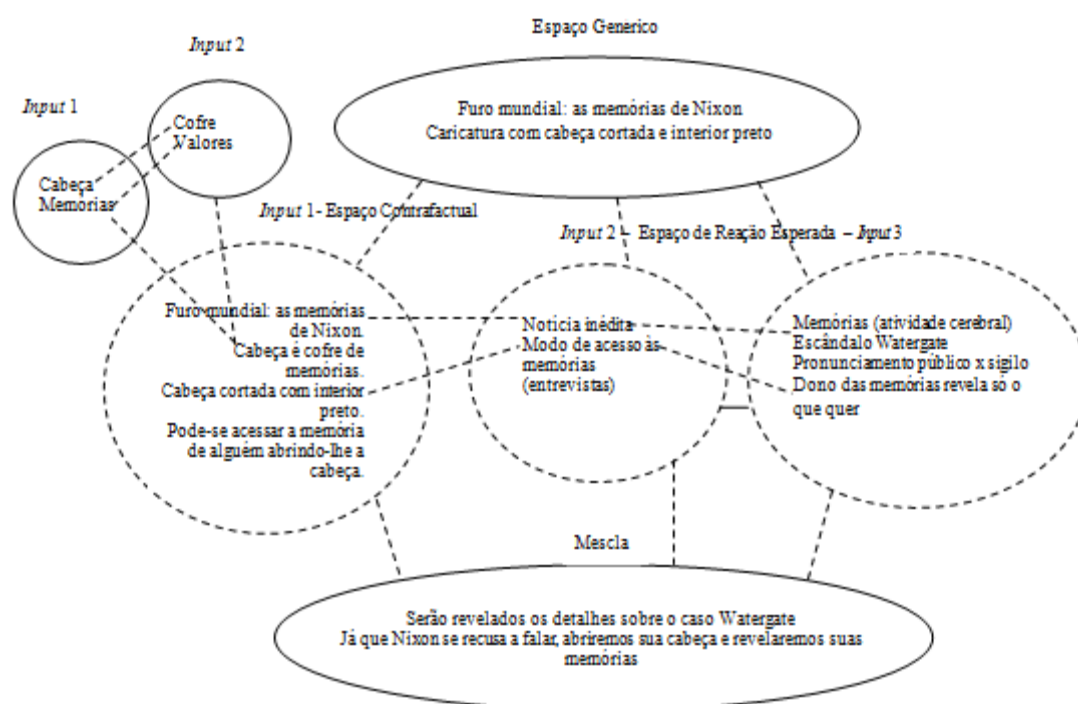 Espaço Generico
Input 2
Furo mundial: as memórias de Nixon
Caricatura com cabeça cortada e interior preto
Input 1
Cofre
Valores
Cabeça
Memórias
Input 1- Espaço Contrafactual
Input 2 – Espaço de Reação Esperada – Input 3
Furo mundial: as memórias
de Nixon.
Cabeça é cofre de
memórias.
Cabeça cortada com interior
preto.
Pode-se acessar a memória
de alguém abrindo-lhe a
cabeça.
Noticia inédita
Modo de acesso às
memórias
(entrevistas)
Memórias (atividade cerebral)
Escândalo Watergate
Pronunciamento público x sigilo
Dono das memórias revela só o
que quer
Mescla
Serão revelados os detalhes sobre o caso Watergate
Já que Nixon se recusa a falar, abriremos sua cabeça e revelaremos suas
memórias